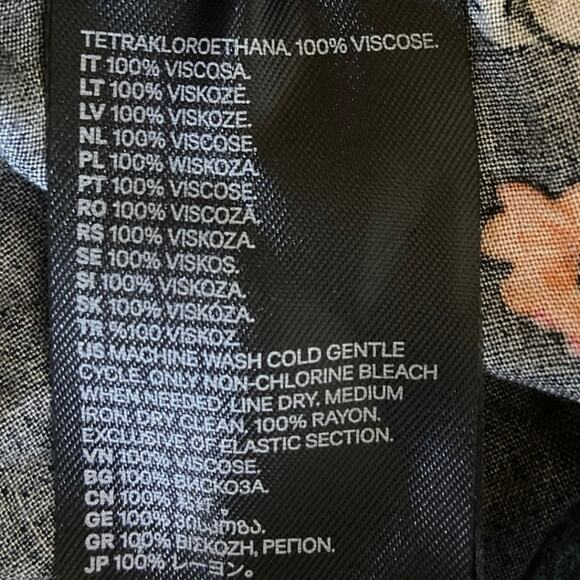 TETRAKLOROETHANA. 100% VISCOSE.
IT 100% VISCOSA.
LT 100% VISKOZĖ.
LV 100% VISKOZE.
NL 100% VISCOSE.
PL 100% WISKOZA.
PT 100% VISCOSE
RO 100% VISCOZĂ.
RS 100% VISKOZA.
SE 100% VISKOS.
SI 100% VISKOZA.
SK 100% VISKOZA.
TR %100 VISKOZ
US MACHINE WASH COLD GENTLE
CYCLE. ONLY NON-CHLORINE BLEACH
WHEN NEEDED. LINE DRY. MEDIUM
IRON. DRY CLEAN. 100% RAYON.
EXCLUSIVE OF ELASTIC SECTION.
VN 100% VISCOSE.
BG 100% ВИСКОЗА.
CN 100%
GE 100% ვისკოზა.
GR 100% ΒΙΣΚΟΖΗ, ΡΕΓΙΟΝ.
JP 100% レーヨン。